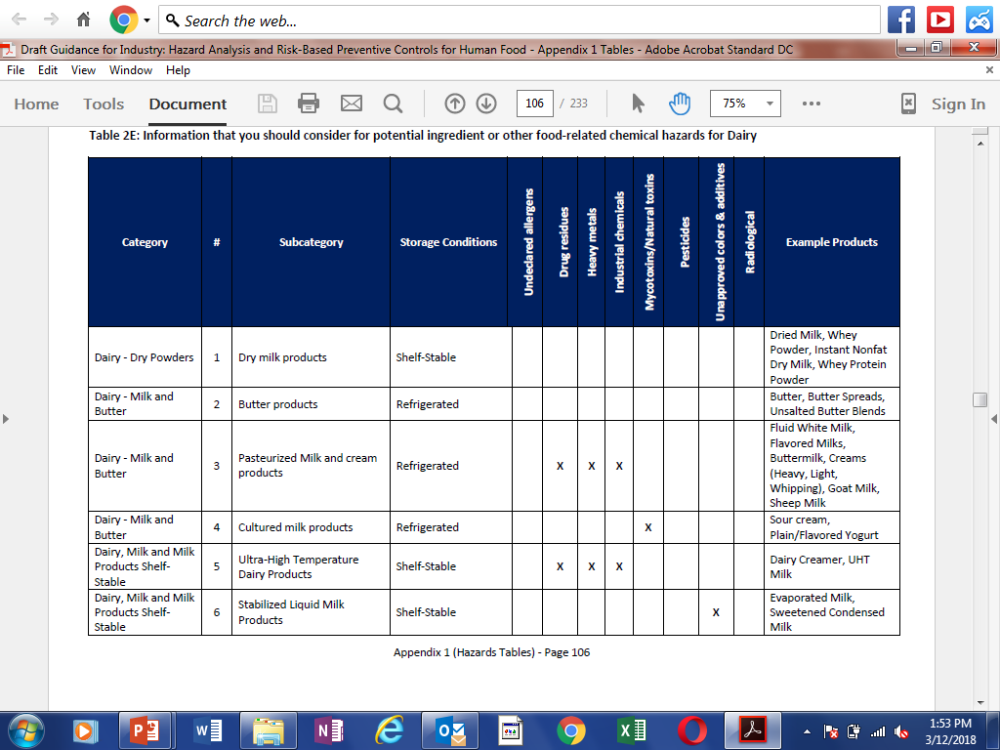 Search the web...
Draft Guidance for Industry: Hazard Analysis and Risk-Based Preventive Controls for Human Food - Appendix 1 Tables - Adobe Acrobat Standard DC
File Edit View Window Help
Home Tools Document 106 / 233 75% Sign In
Table 2E: Information that you should consider for potential ingredient or other food-related chemical hazards for Dairy
Category # Subcategory Storage Conditions Undeclared allergens Drug residues Heavy metals Industrial chemicals Mycotoxins/Natural toxins Pesticides Unapproved colors & additives Radiological Example Products
Dairy - Dry Powders 1 Dry milk products Shelf-Stable Dried Milk, Whey
Powder, Instant Nonfat
Dry Milk, Whey Protein
Powder
Dairy - Milk and
Butter 2 Butter products Refrigerated Butter, Butter Spreads,
Unsalted Butter Blends
Dairy - Milk and
Butter 3 Pasteurized Milk and cream
products Refrigerated X X X Fluid White Milk,
Flavored Milks,
Buttermilk, Creams
(Heavy, Light,
Whipping), Goat Milk,
Sheep Milk
Dairy - Milk and
Butter 4 Cultured milk products Refrigerated X Sour cream,
Plain/Flavored Yogurt
Dairy, Milk and Milk
Products Shelf-
Stable 5 Ultra-High Temperature
Dairy Products Shelf-Stable X X X Dairy Creamer, UHT
Milk
Dairy, Milk and Milk
Products Shelf-
Stable 6 Stabilized Liquid Milk
Products Shelf-Stable X Evaporated Milk,
Sweetened Condensed
Milk
Appendix 1 (Hazards Tables) - Page 106
1:53 PM
3/12/2018